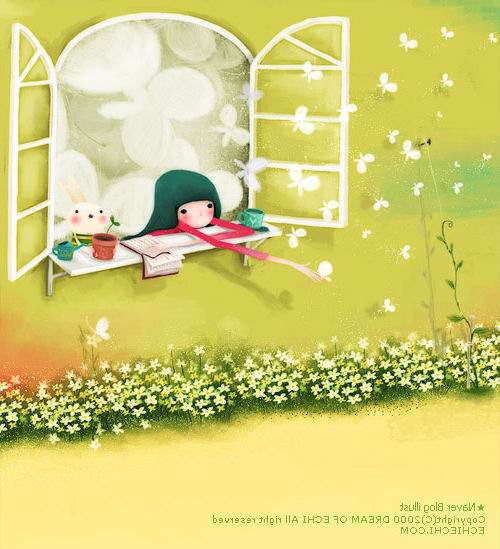 ★Naver Blog illust
Copyright(C)2000 DREAM OF ECHI All right reserved
ECHIECHI.COM